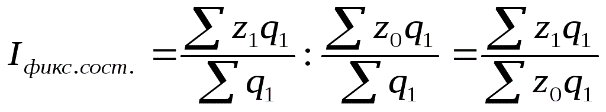 I фикс.сост. = ∑ z₁q₁ / ∑ q₁ : ∑ z₀q₁ / ∑ q₁ = ∑ z₁q₁ / ∑ z₀q₁